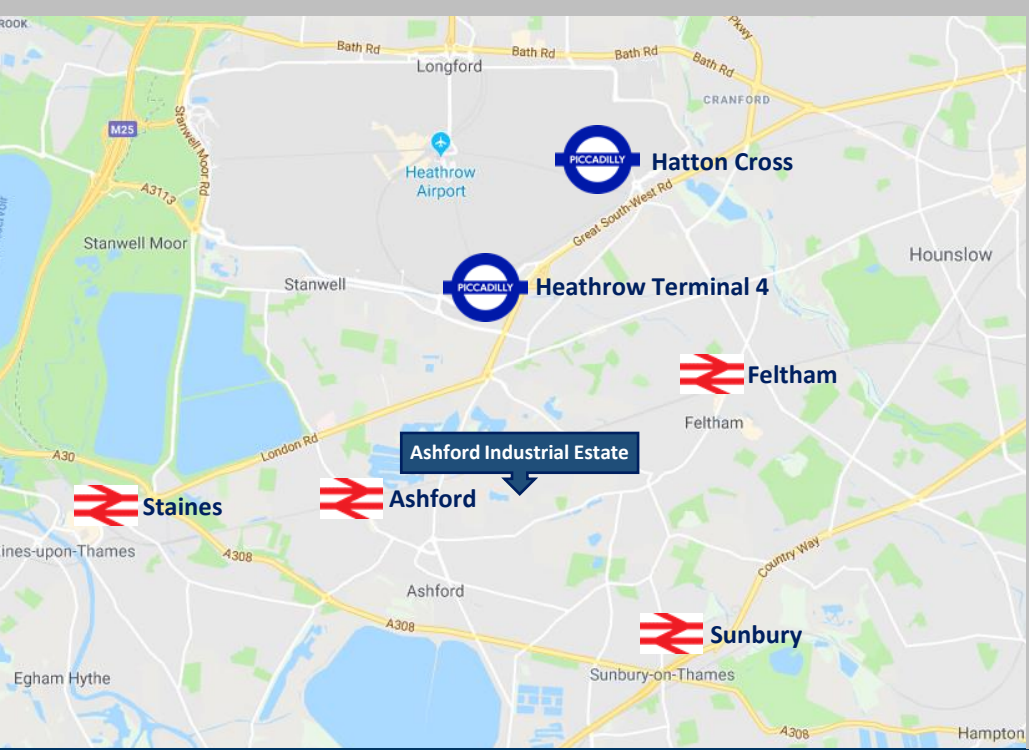 ROOK
Bath Rd
Bath Rd
Bath Rd
Bath Rd
Pkwy
Longford
CRANFORD
M25
Stanwell Moor Rd
Heathrow
Airport
PICCADILLY
Hatton Cross
A3113
Great South-West Rd
Stanwell Moor
Hounslow
Stanwell
PICCADILLY
Heathrow Terminal 4
Feltham
Feltham
London Rd
Ashford Industrial Estate
A30
Staines
Ashford
ines-upon-Thames
A308
Country Way
Ashford
A308
Sunbury
Egham Hythe
Sunbury-on-Thames
A308
Hampton